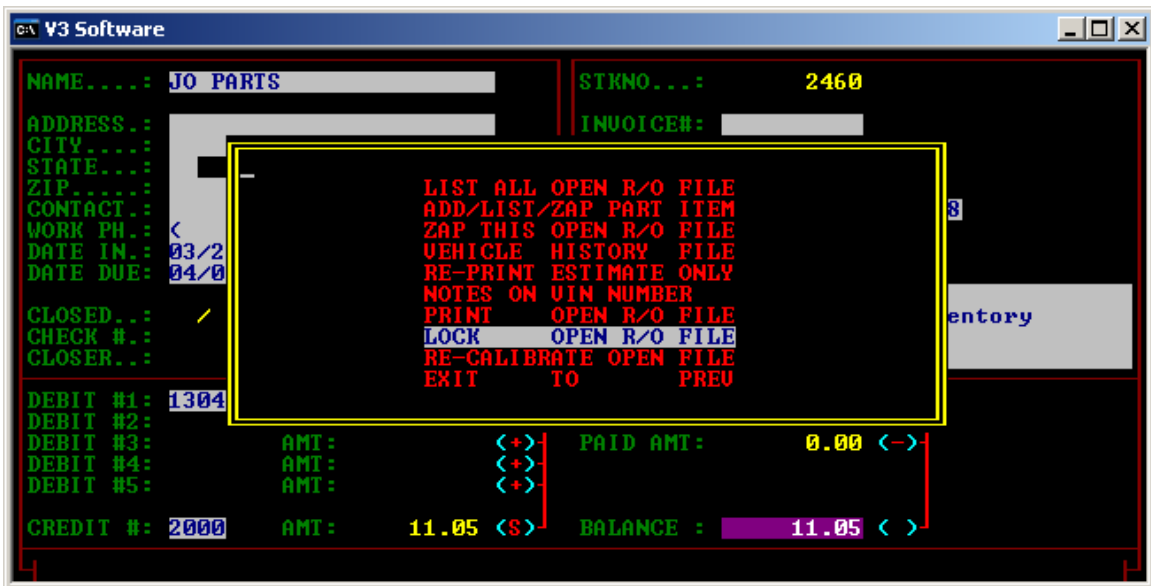 V3 Software
NAME....: JO PARTS STKNO...: 2460
ADDRESS.: INVOICE#:
CITY....:
STATE...:
ZIP.....:
LIST ALL OPEN R/O FILE
CONTACT.: ADD/LIST/ZAP PART ITEM 8
WORK PH.: ( ZAP THIS OPEN R/O FILE
DATE IN.: 03/2 VEHICLE HISTORY FILE
DATE DUE: 04/0 RE-PRINT ESTIMATE ONLY
NOTES ON VIN NUMBER
CLOSED..: / PRINT OPEN R/O FILE entory
CHECK #.: LOCK OPEN R/O FILE
CLOSER..: RE-CALIBRATE OPEN FILE
EXIT TO PREV
DEBIT #1: 1304
DEBIT #2:
DEBIT #3: AMT: (+) PAID AMT: 0.00 (-)
DEBIT #4: AMT: (+)
DEBIT #5: AMT: (+)
CREDIT #: 2000 AMT: 11.05 (S) BALANCE : 11.05 ( )